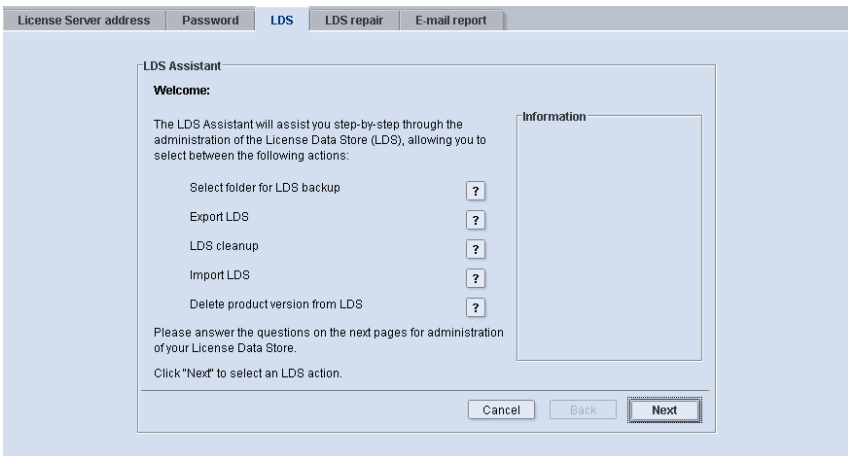 License Server address Password LDS LDS repair E-mail report
LDS Assistant
Welcome:
The LDS Assistant will assist you step-by-step through the
administration of the License Data Store (LDS), allowing you to
select between the following actions:
Information
Select folder for LDS backup ?
Export LDS ?
LDS cleanup ?
Import LDS ?
Delete product version from LDS ?
Please answer the questions on the next pages for administration
of your License Data Store.
Click "Next" to select an LDS action.
Cancel Back Next